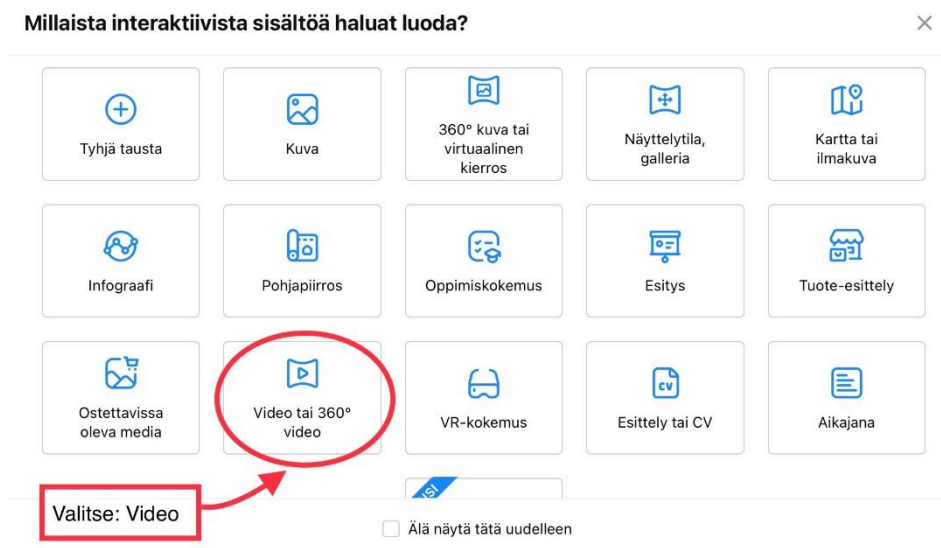 Millaista interaktiivista sisältöä haluat luoda?
Tyhjä tausta
Kuva
360° kuva tai
virtuaalinen
kierros
Näyttelytila,
galleria
Kartta tai
ilmakuva
Infograafi
Pohjapiirros
Oppimiskokemus
Esitys
Tuote-esittely
Ostettavissa
oleva media
Video tai 360°
video
VR-kokemus
CV
Esittely tai CV
Aikajana
Valitse: Video
Älä näytä tätä uudelleen